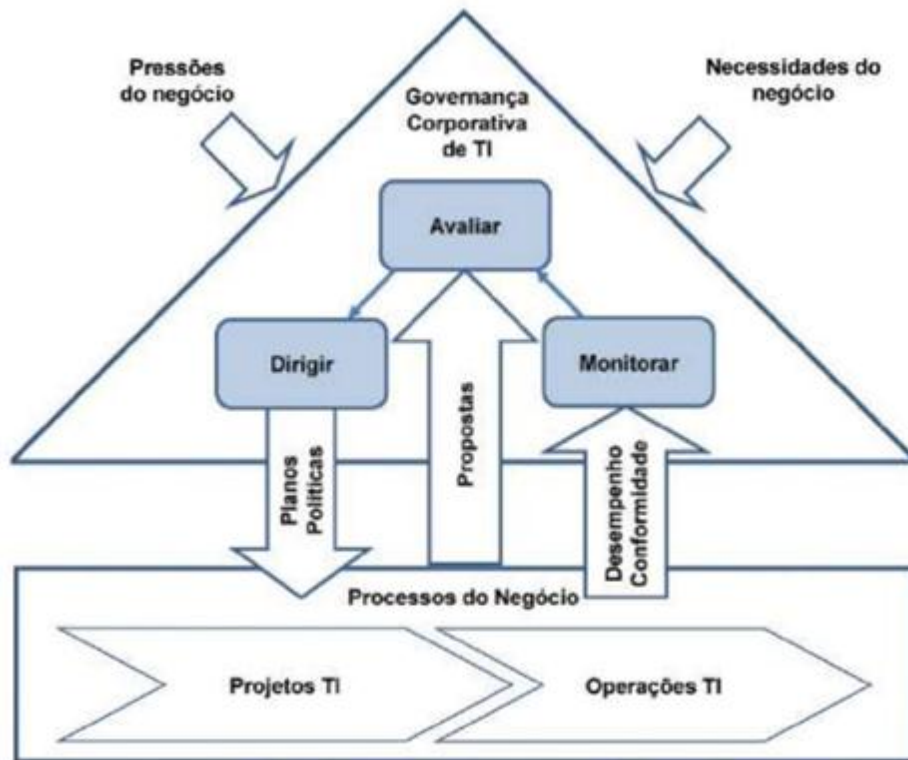 Pressões
do negócio
Necessidades do
negócio
Governança
Corporativa
de TI
Avaliar
Dirigir
Monitorar
Planos
Políticas
Propostas
Desempenho
Conformidade
Processos do Negócio
Projetos TI
Operações TI